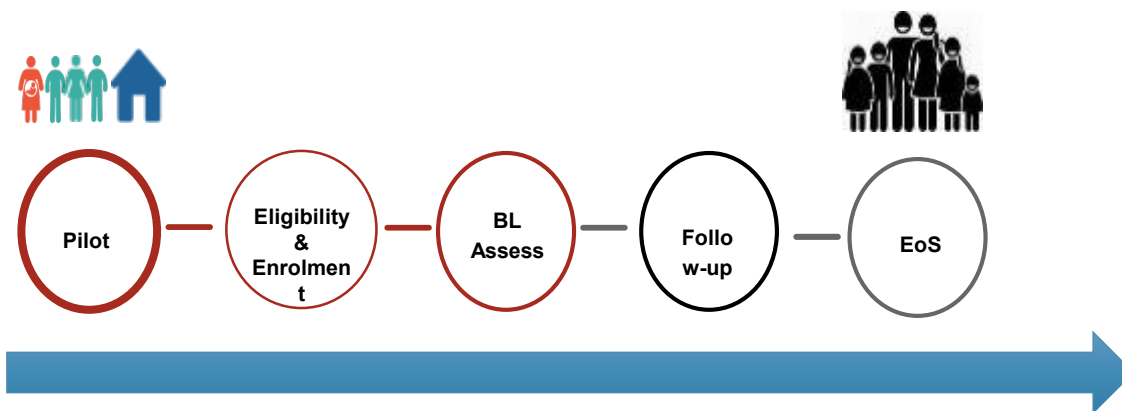 Pilot
Eligibility
&
Enrolmen
t
BL
Assess
Follo
w-up
EoS